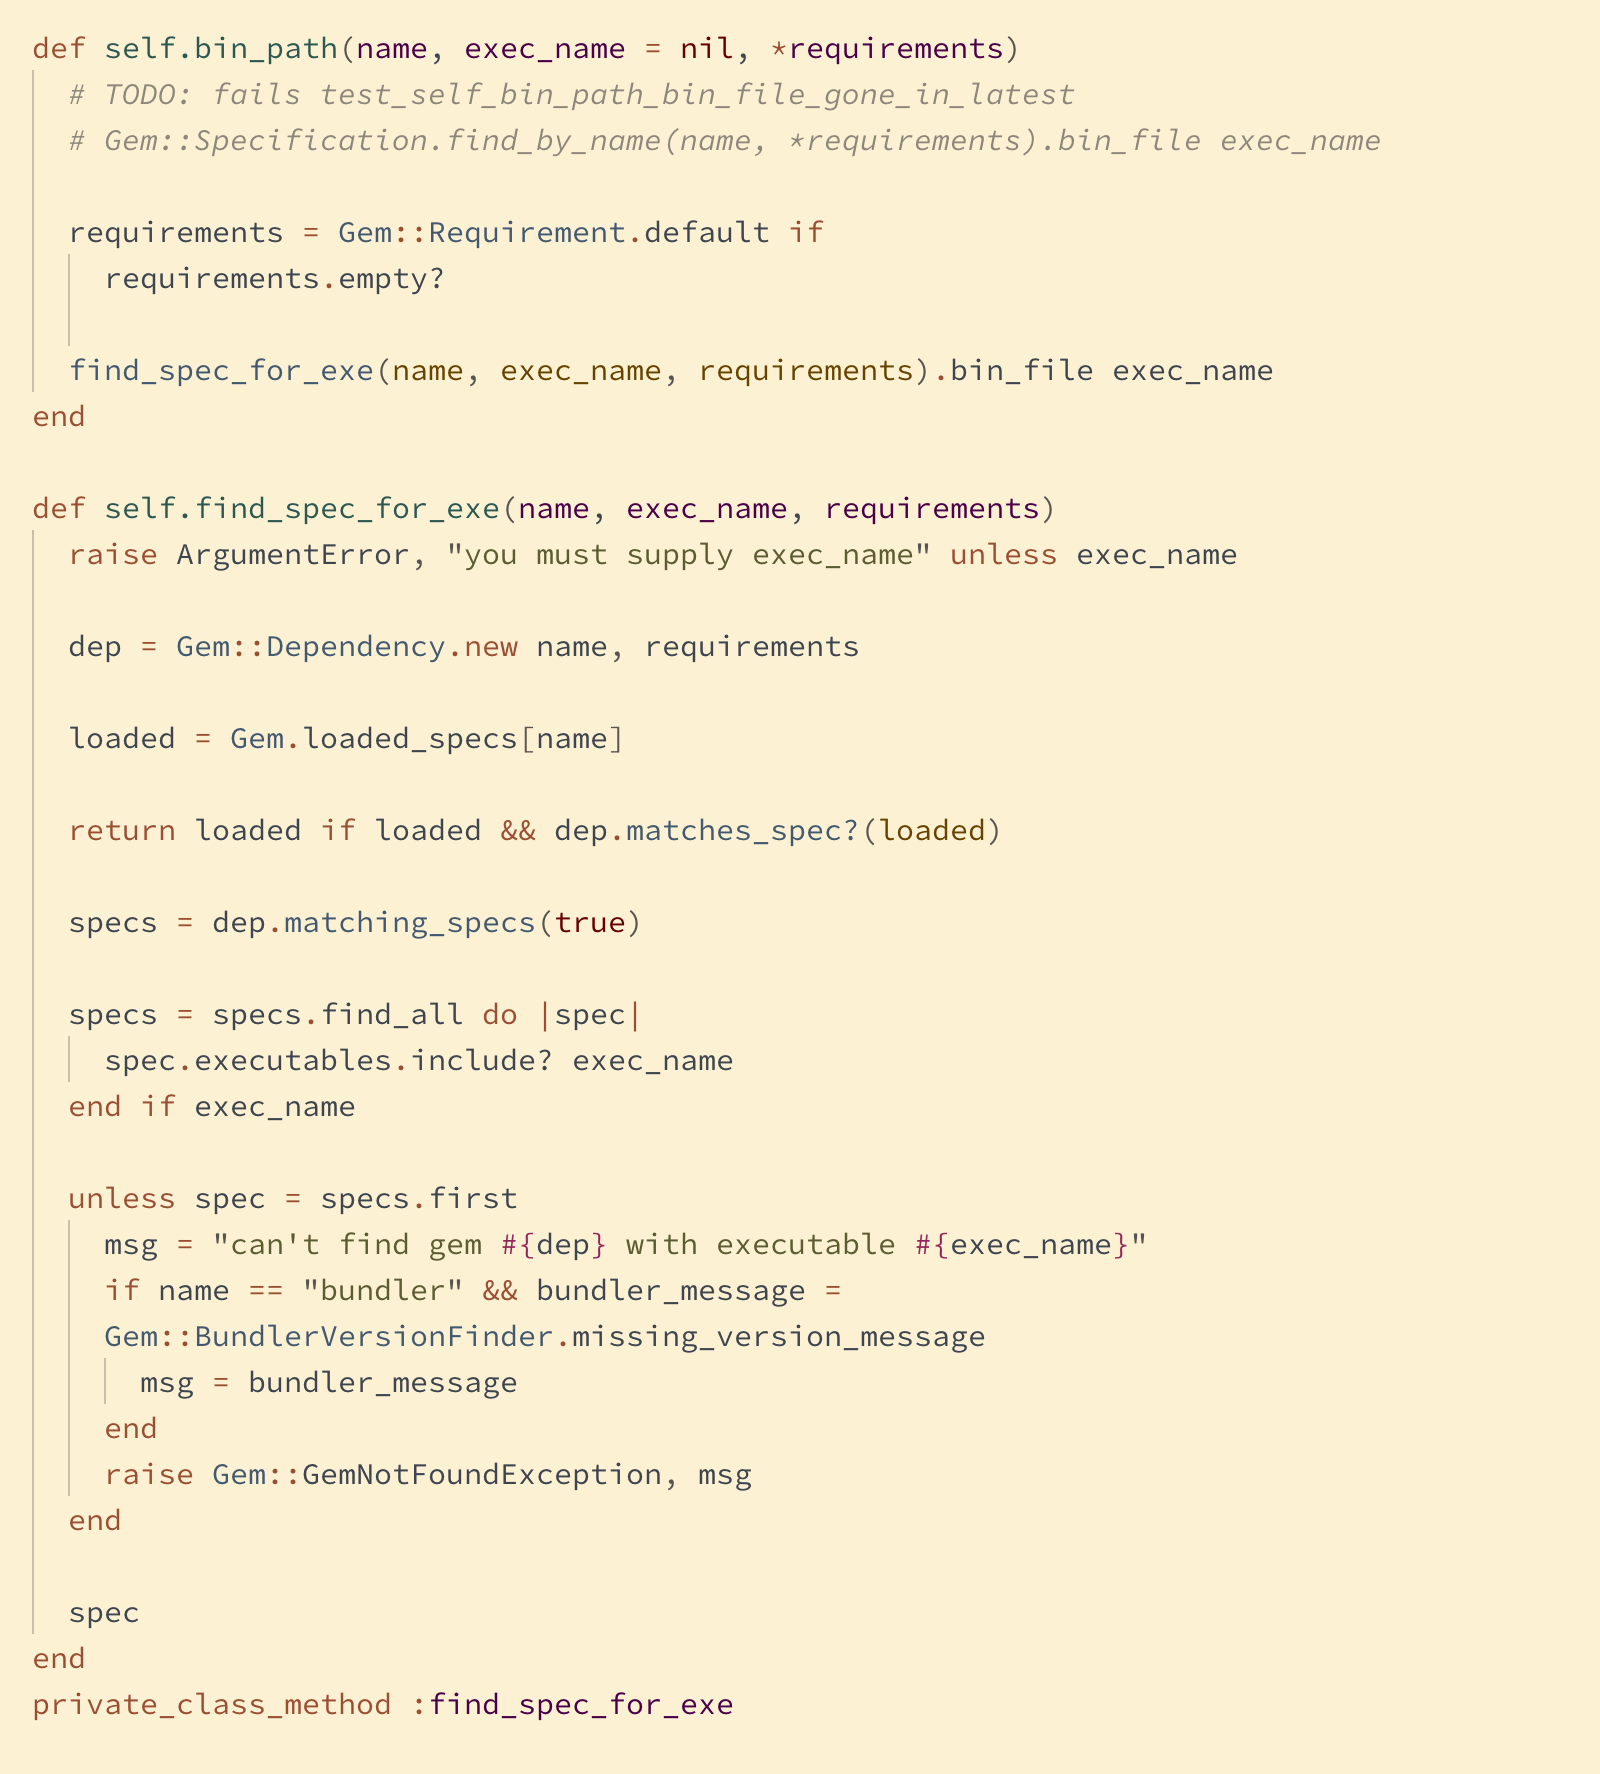 def self.bin_path(name, exec_name = nil, *requirements)
  # TODO: fails test_self_bin_path_bin_file_gone_in_latest
  # Gem::Specification.find_by_name(name, *requirements).bin_file exec_name

  requirements = Gem::Requirement.default if
    requirements.empty?

  find_spec_for_exe(name, exec_name, requirements).bin_file exec_name
end

def self.find_spec_for_exe(name, exec_name, requirements)
  raise ArgumentError, "you must supply exec_name" unless exec_name

  dep = Gem::Dependency.new name, requirements

  loaded = Gem.loaded_specs[name]

  return loaded if loaded && dep.matches_spec?(loaded)

  specs = dep.matching_specs(true)

  specs = specs.find_all do |spec|
    spec.executables.include? exec_name
  end if exec_name

  unless spec = specs.first
    msg = "can't find gem #{dep} with executable #{exec_name}"
    if name == "bundler" && bundler_message =
    Gem::BundlerVersionFinder.missing_version_message
      msg = bundler_message
    end
    raise Gem::GemNotFoundException, msg
  end

  spec
end
private_class_method :find_spec_for_exe